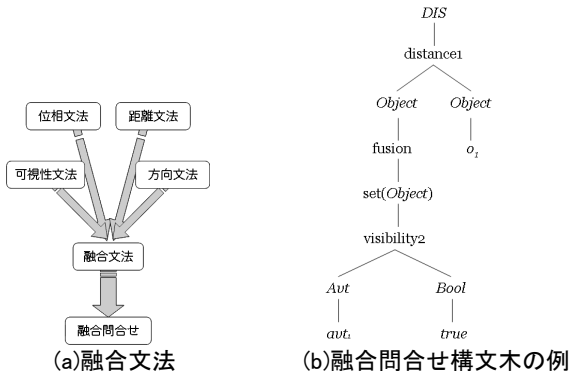 位相文法
距離文法
可視性文法
方向文法
融合文法
融合問合せ
(a)融合文法
DIS
distance1
Object
Object
fusion
o₁
set(Object)
visibility2
Avt
Bool
avt₁
true
(b)融合問合せ構文木の例